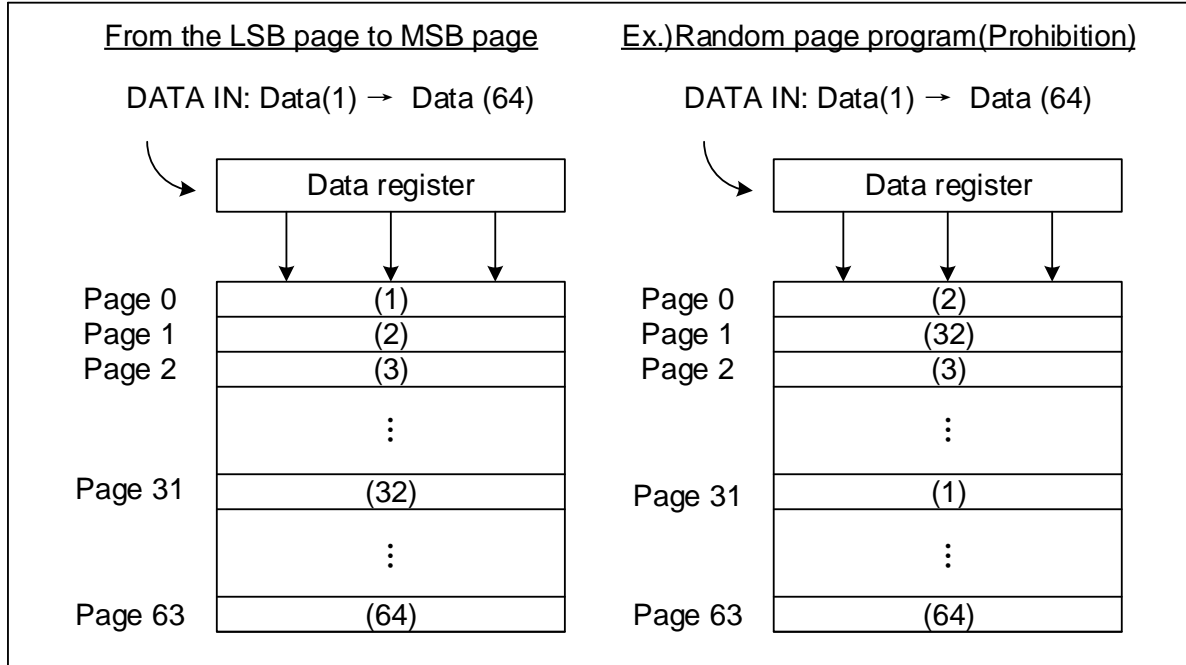 From the LSB page to MSB page
DATA IN: Data(1) → Data (64)
Data register
Page 0 (1)
Page 1 (2)
Page 2 (3)
⋮
Page 31 (32)
⋮
Page 63 (64)
Ex.)Random page program(Prohibition)
DATA IN: Data(1) → Data (64)
Data register
Page 0 (2)
Page 1 (32)
Page 2 (3)
⋮
Page 31 (1)
⋮
Page 63 (64)